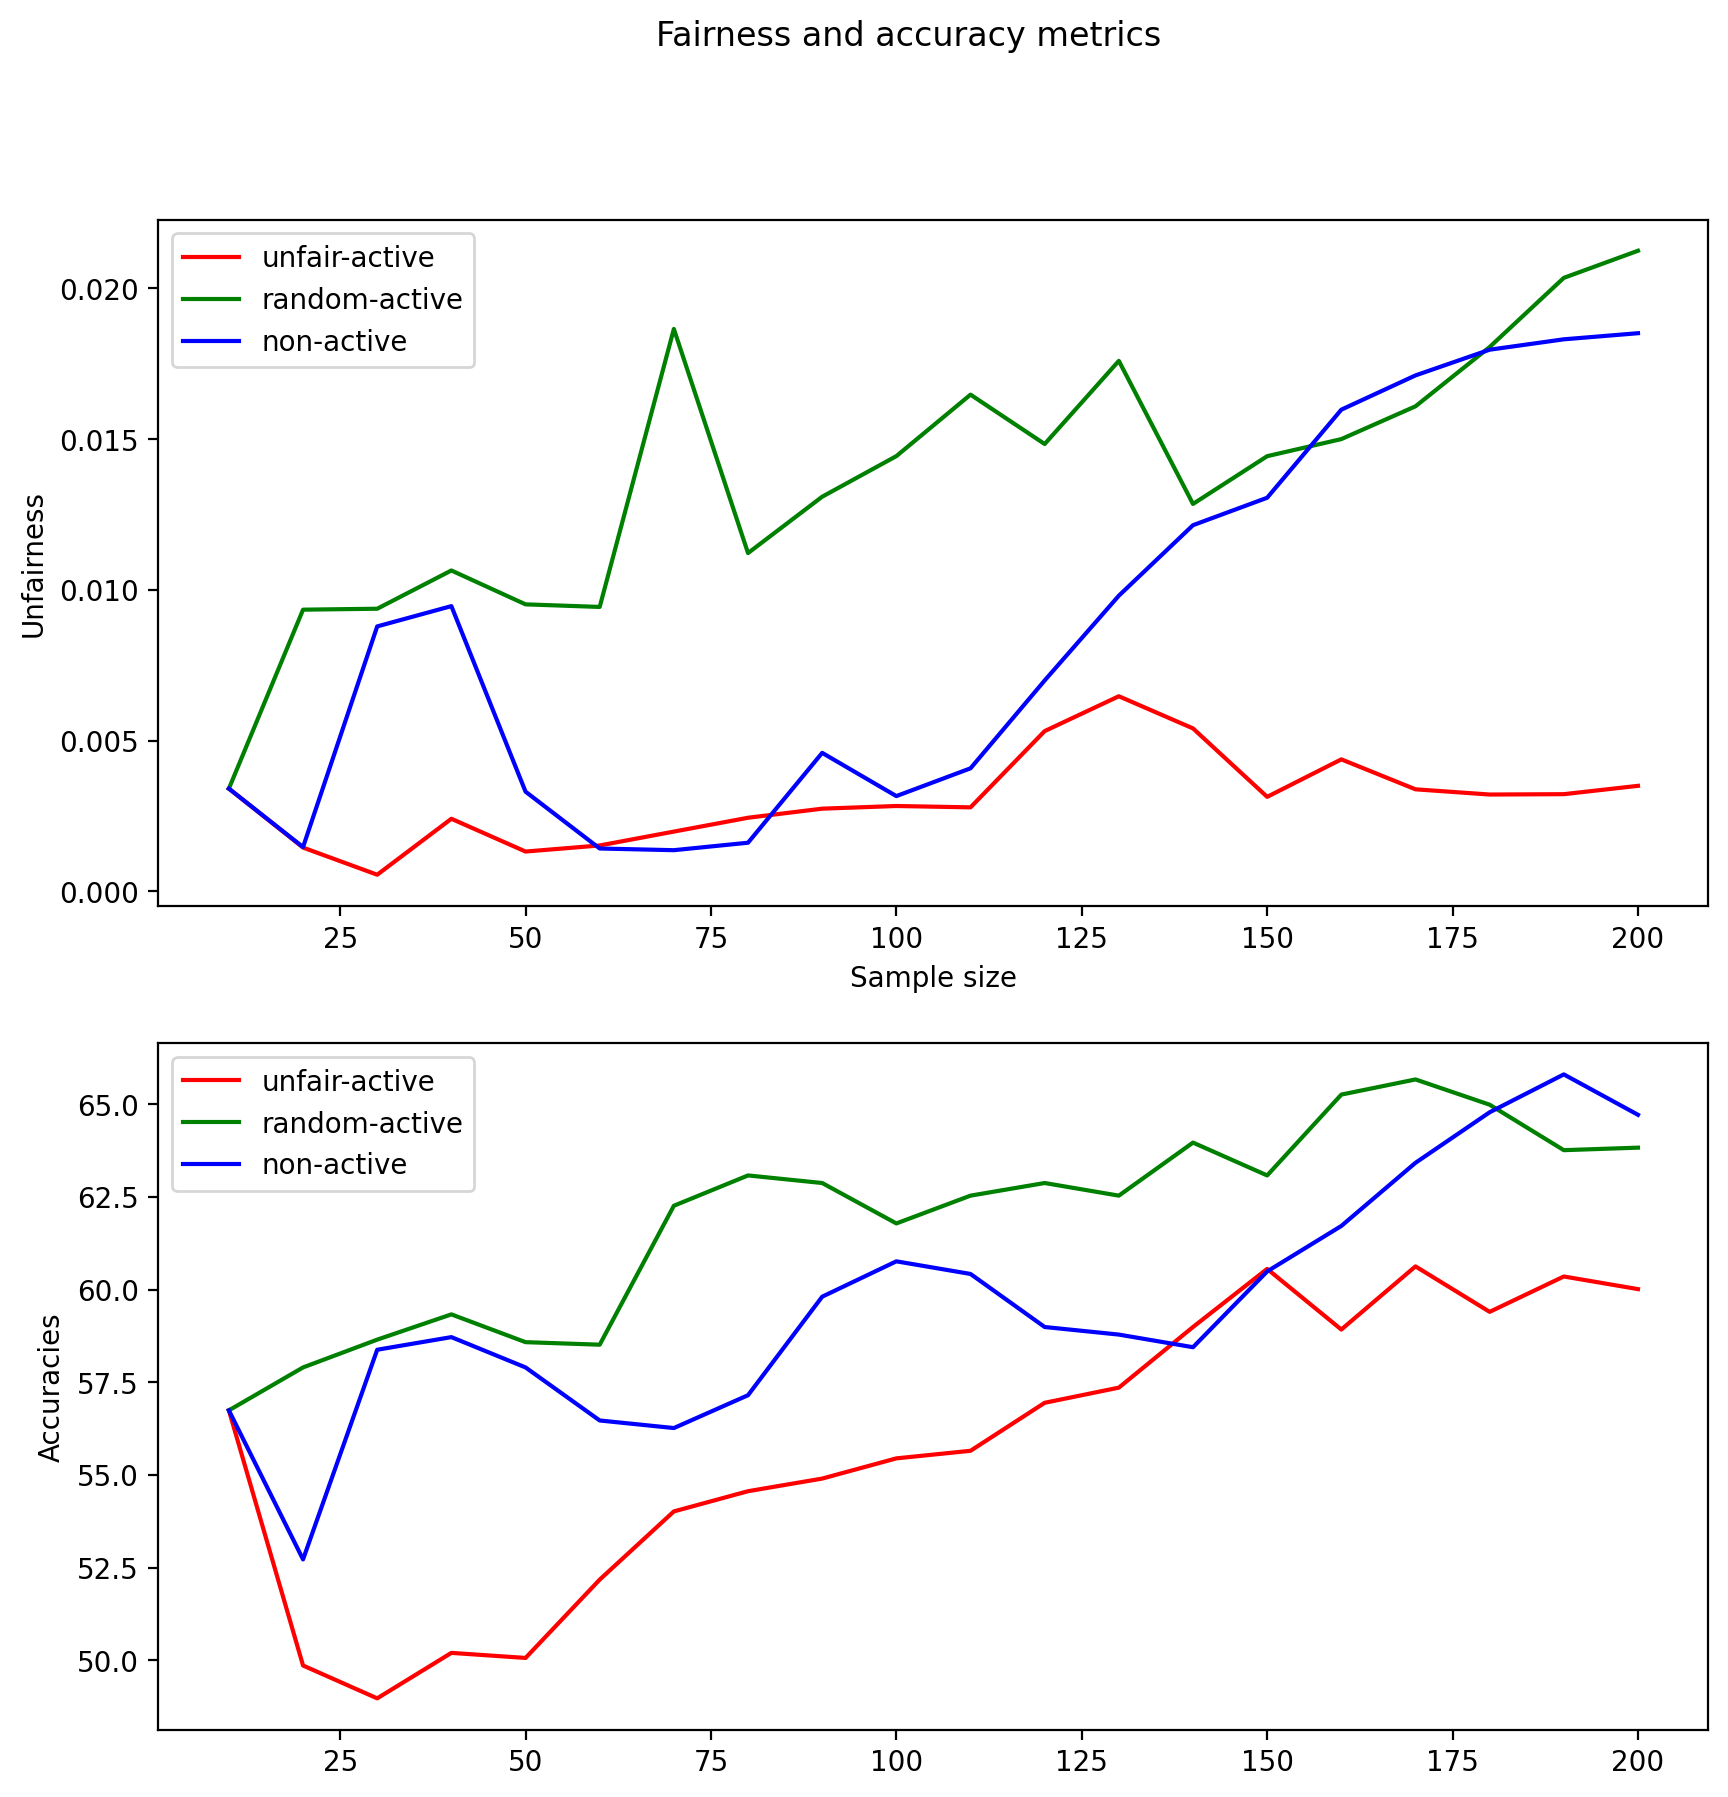 Fairness and accuracy metrics
unfair-active
random-active
non-active
0.020
0.015
0.010
0.005
0.000
Unfairness
25 50 75 100 125 150 175 200
Sample size
unfair-active
random-active
non-active
65.0
62.5
60.0
57.5
55.0
52.5
50.0
Accuracies
25 50 75 100 125 150 175 200